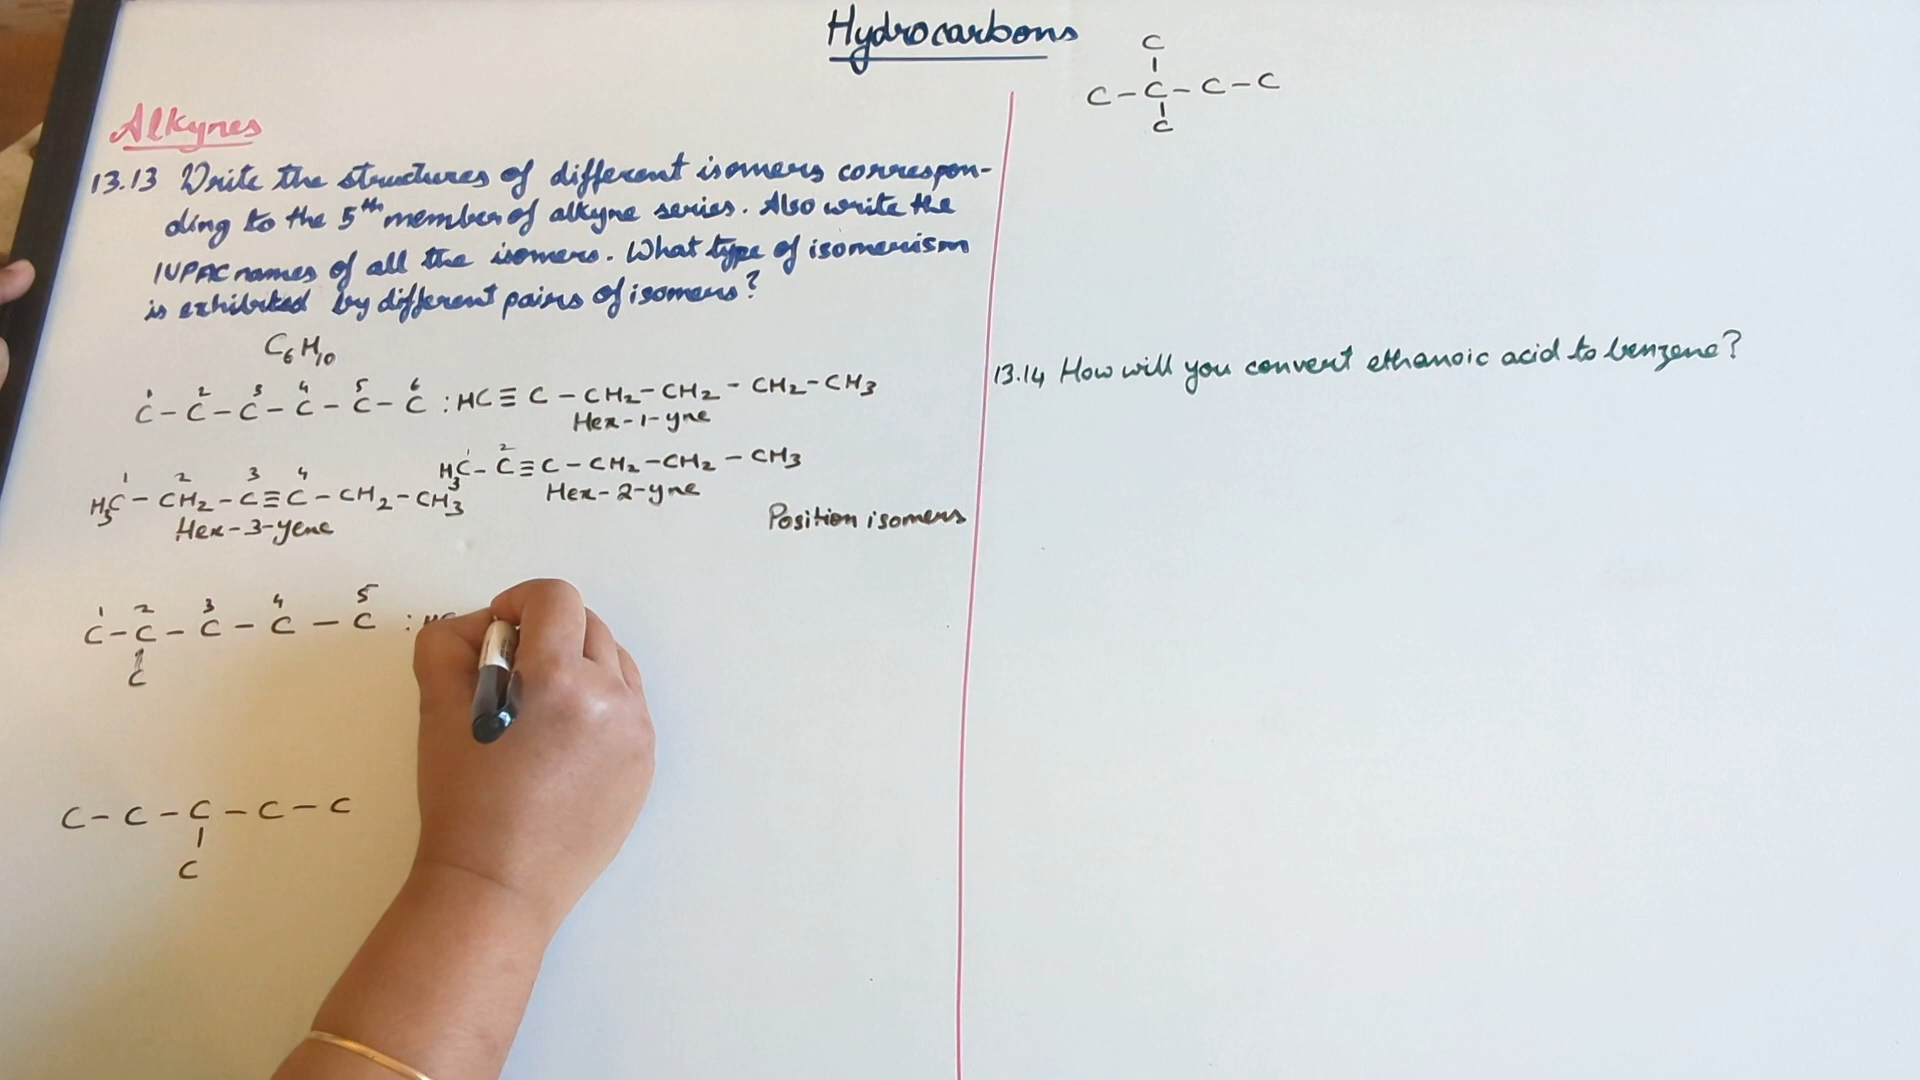 Hydrocarbons
Alkynes
13.13 Write the structures of different isomers correspon-
ding to the 5th member of alkyne series. Also write the
IUPAC names of all the isomers. What type of isomerism
is exhibited by different pairs of isomers?
C6H10
1 2 3 4 5 6
C - C - C - C - C - C : HC ≡ C - CH2 - CH2 - CH2 - CH3
Hex-1-yne
1 2
H3C - C ≡ C - CH2 - CH2 - CH3
Hex-2-yne
1 2 3 4
H3C - CH2 - C ≡ C - CH2 - CH3
Hex-3-yene
Position isomers
1 2 3 4 5
C - C - C - C - C :
C
C - C - C - C - C
C
C
C - C - C - C
C
13.14 How will you convert ethanoic acid to benzene?